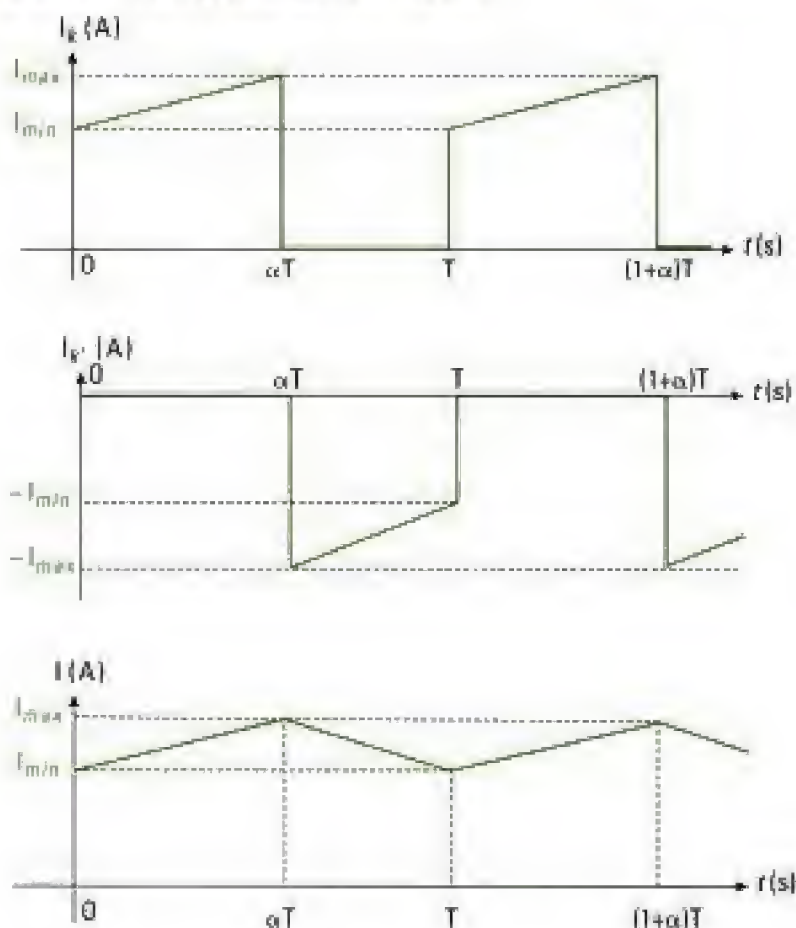 I_k (A)
I_max
I_min
0 αT T (1+α)T t(s)
I_k' (A)
0 αT T (1+α)T t(s)
-I_min
-I_max
I (A)
I_max
I_min
t(s)
0 αT T (1+α)T